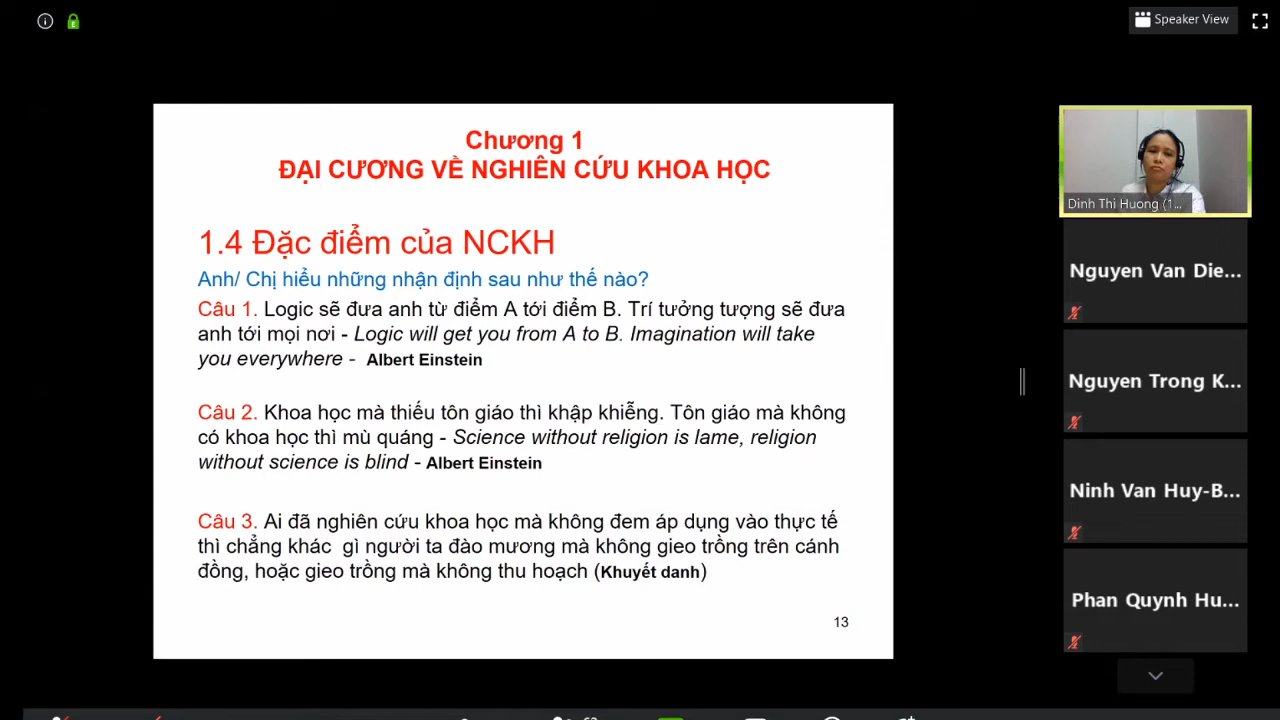 Speaker View
Chương 1
ĐẠI CƯƠNG VỀ NGHIÊN CỨU KHOA HỌC
1.4 Đặc điểm của NCKH
Anh/ Chị hiểu những nhận định sau như thế nào?
Câu 1. Logic sẽ đưa anh từ điểm A tới điểm B. Trí tưởng tượng sẽ đưa
anh tới mọi nơi - Logic will get you from A to B. Imagination will take
you everywhere - Albert Einstein
Câu 2. Khoa học mà thiếu tôn giáo thì khập khiễng. Tôn giáo mà không
có khoa học thì mù quáng - Science without religion is lame, religion
without science is blind - Albert Einstein
Câu 3. Ai đã nghiên cứu khoa học mà không đem áp dụng vào thực tế
thì chẳng khác gì người ta đào mương mà không gieo trồng trên cánh
đồng, hoặc gieo trồng mà không thu hoạch (Khuyết danh)
13
Dinh Thi Huong (1...
Nguyen Van Die...
Nguyen Trong K...
Ninh Van Huy-B...
Phan Quynh Hu...